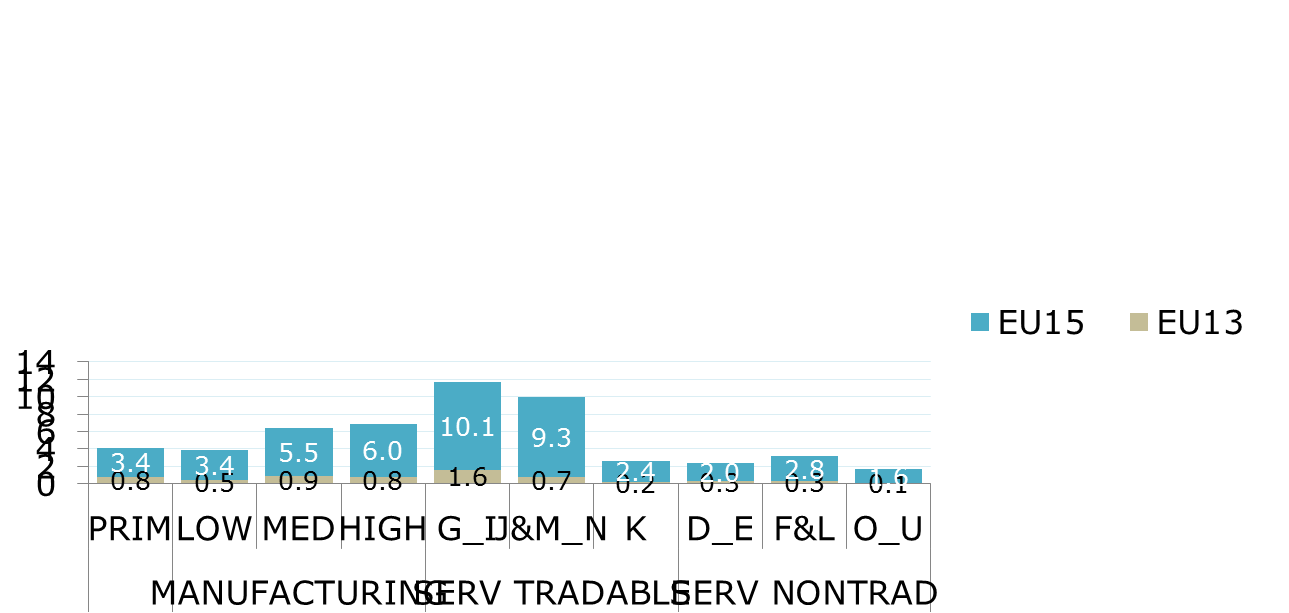 EU15 EU13
14
12
10
8
6
4
2
0
3.4 3.4 5.5 6.0 10.1 9.3 2.4 2.0 2.8 1.6
0.8 0.5 0.9 0.8 1.6 0.7 0.2 0.3 0.3 0.1
PRIM LOW MED HIGH G_I J&M_N K D_E F&L O_U
MANUFACTURING SERV TRADABLE SERV NONTRAD